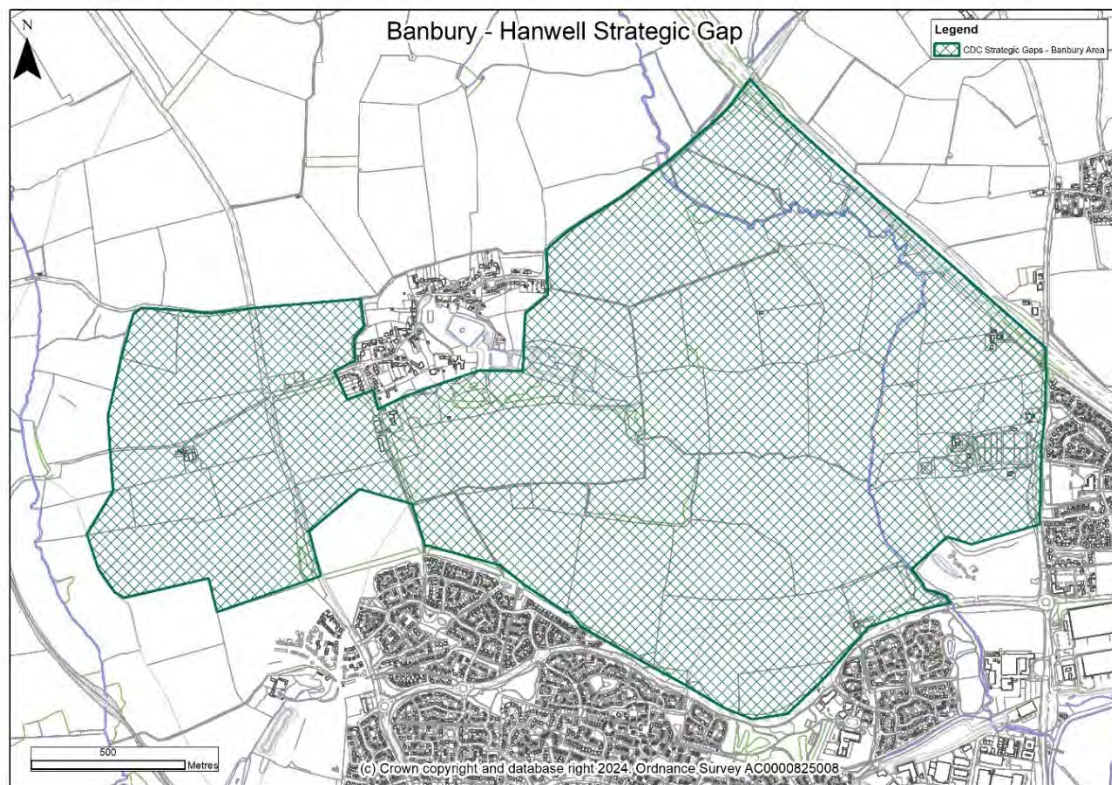 N
Banbury - Hanwell Strategic Gap
Legend
CDC Strategic Gaps - Banbury Area
500
Metres
(c) Crown copyright and database right 2024. Ordnance Survey AC0000825008